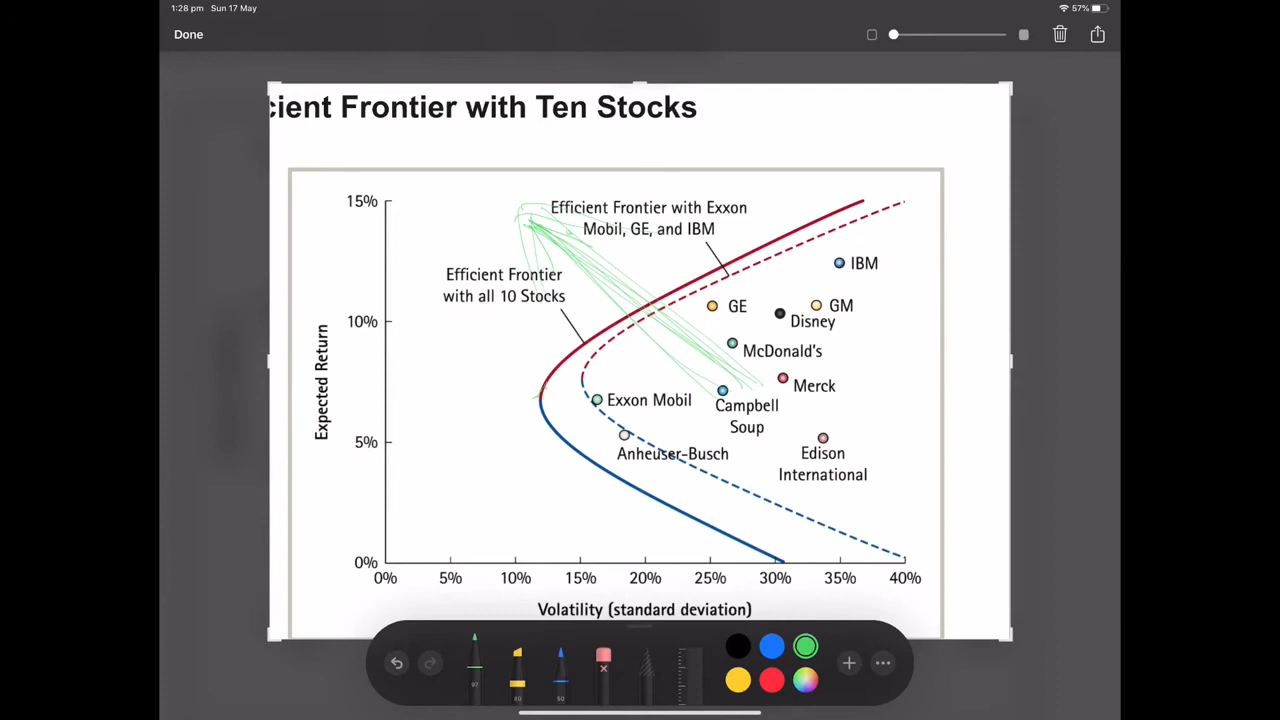 1:28 pm Sun 17 May
57%
Done
cient Frontier with Ten Stocks
15%
10%
5%
0%
Expected Return
Efficient Frontier with Exxon
Mobil, GE, and IBM
Efficient Frontier
with all 10 Stocks
IBM
GE
GM
Disney
McDonald's
Merck
Exxon Mobil
Campbell
Soup
Anheuser-Busch
Edison
International
0% 5% 10% 15% 20% 25% 30% 35% 40%
Volatility (standard deviation)
97
80
50